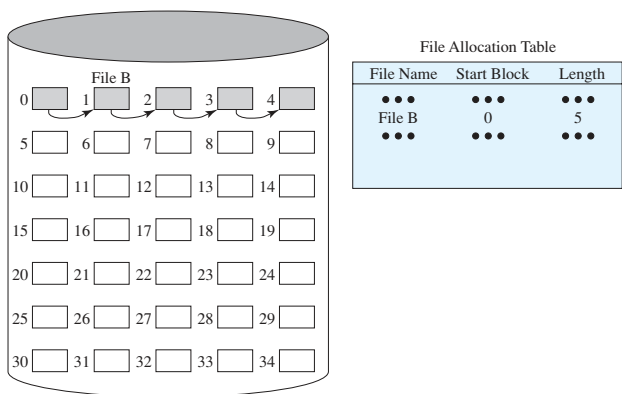 File B
0 1 2 3 4
5 6 7 8 9
10 11 12 13 14
15 16 17 18 19
20 21 22 23 24
25 26 27 28 29
30 31 32 33 34
File Allocation Table
File Name Start Block Length
••• ••• •••
File B 0 5
••• ••• •••